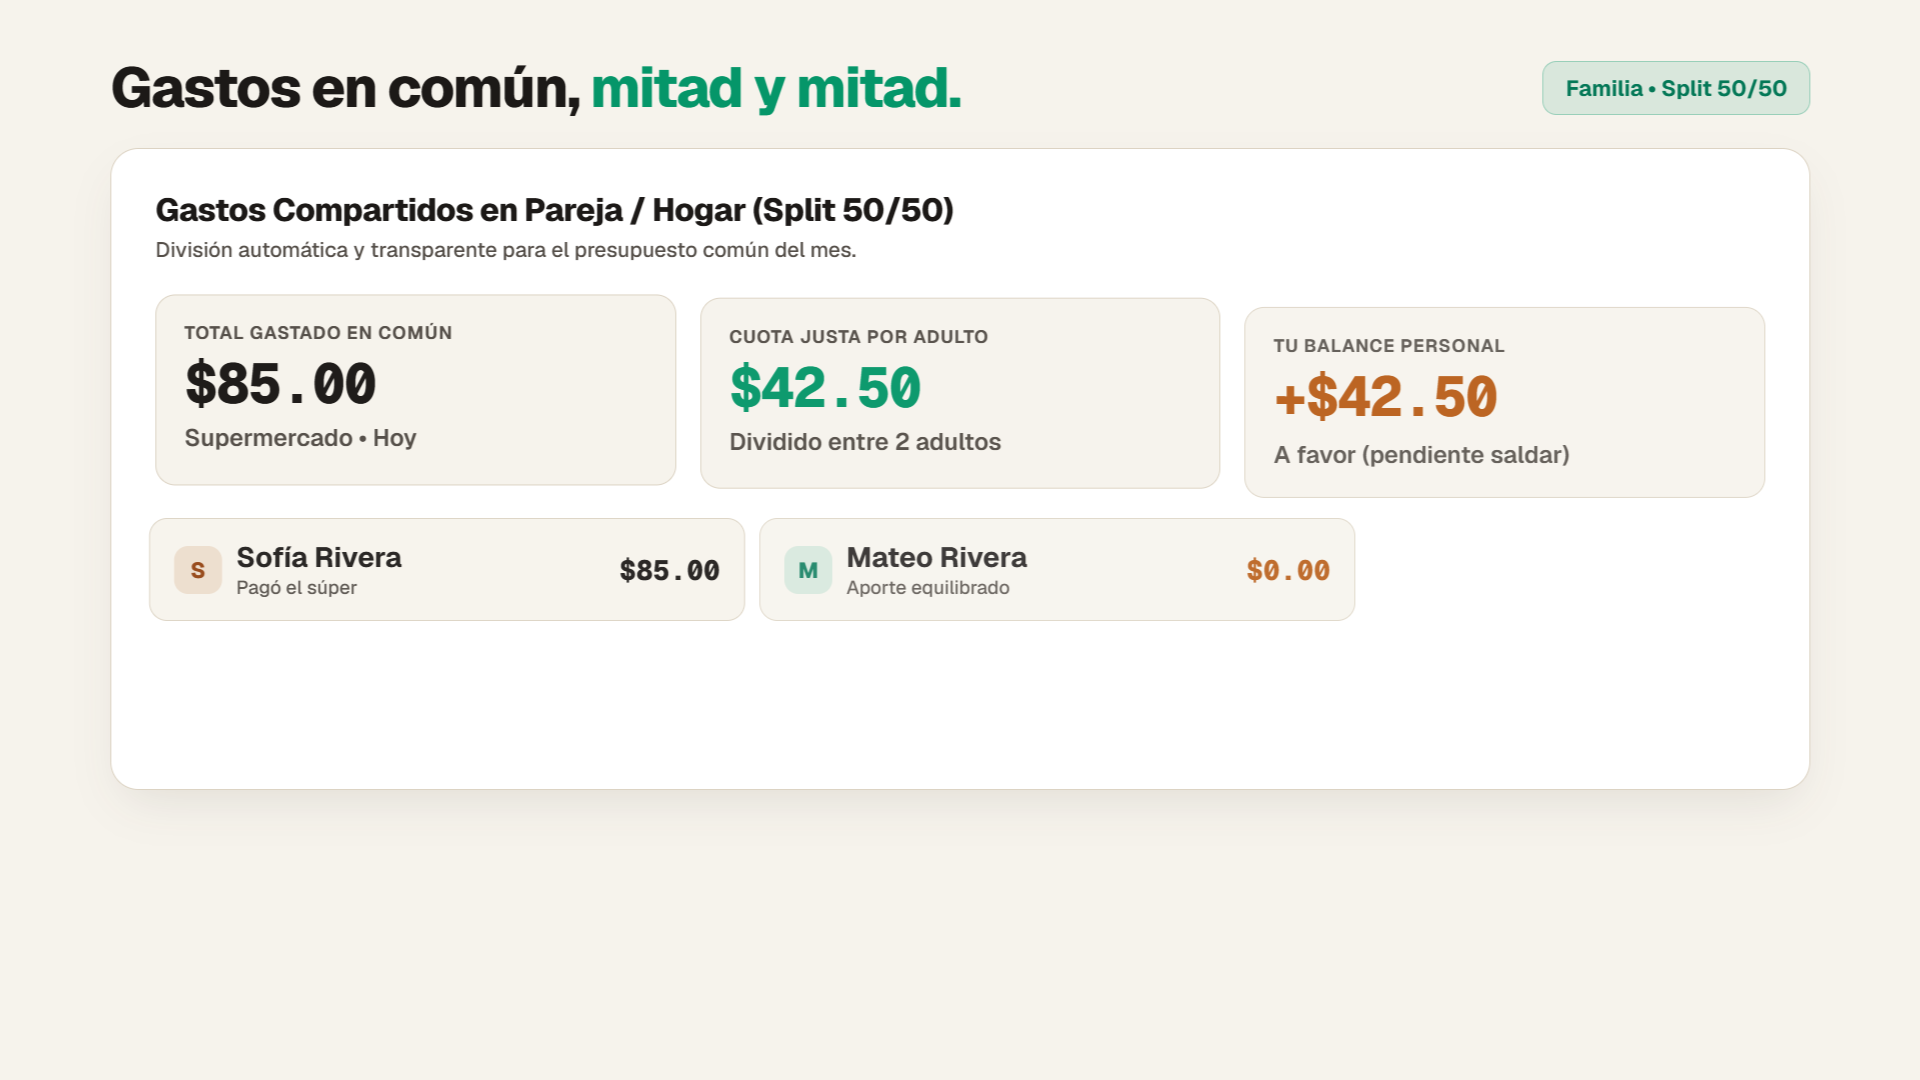 Gastos en común, mitad y mitad.
Familia • Split 50/50
Gastos Compartidos en Pareja / Hogar (Split 50/50)
División automática y transparente para el presupuesto común del mes.
TOTAL GASTADO EN COMÚN
$85.00
Supermercado • Hoy
CUOTA JUSTA POR ADULTO
$42.50
Dividido entre 2 adultos
TU BALANCE PERSONAL
+$42.50
A favor (pendiente saldar)
S
Sofía Rivera
Pagó el súper
$85.00
M
Mateo Rivera
Aporte equilibrado
$0.00